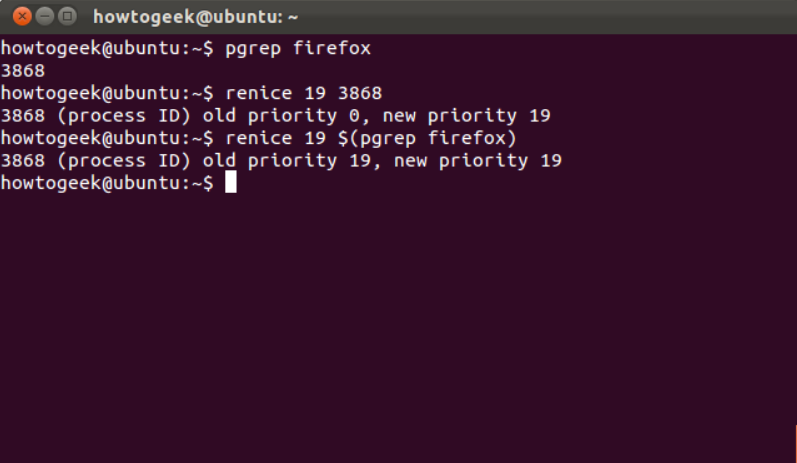 howtogeek@ubuntu: ~
howtogeek@ubuntu:~$ pgrep firefox
3868
howtogeek@ubuntu:~$ renice 19 3868
3868 (process ID) old priority 0, new priority 19
howtogeek@ubuntu:~$ renice 19 $(pgrep firefox)
3868 (process ID) old priority 19, new priority 19
howtogeek@ubuntu:~$